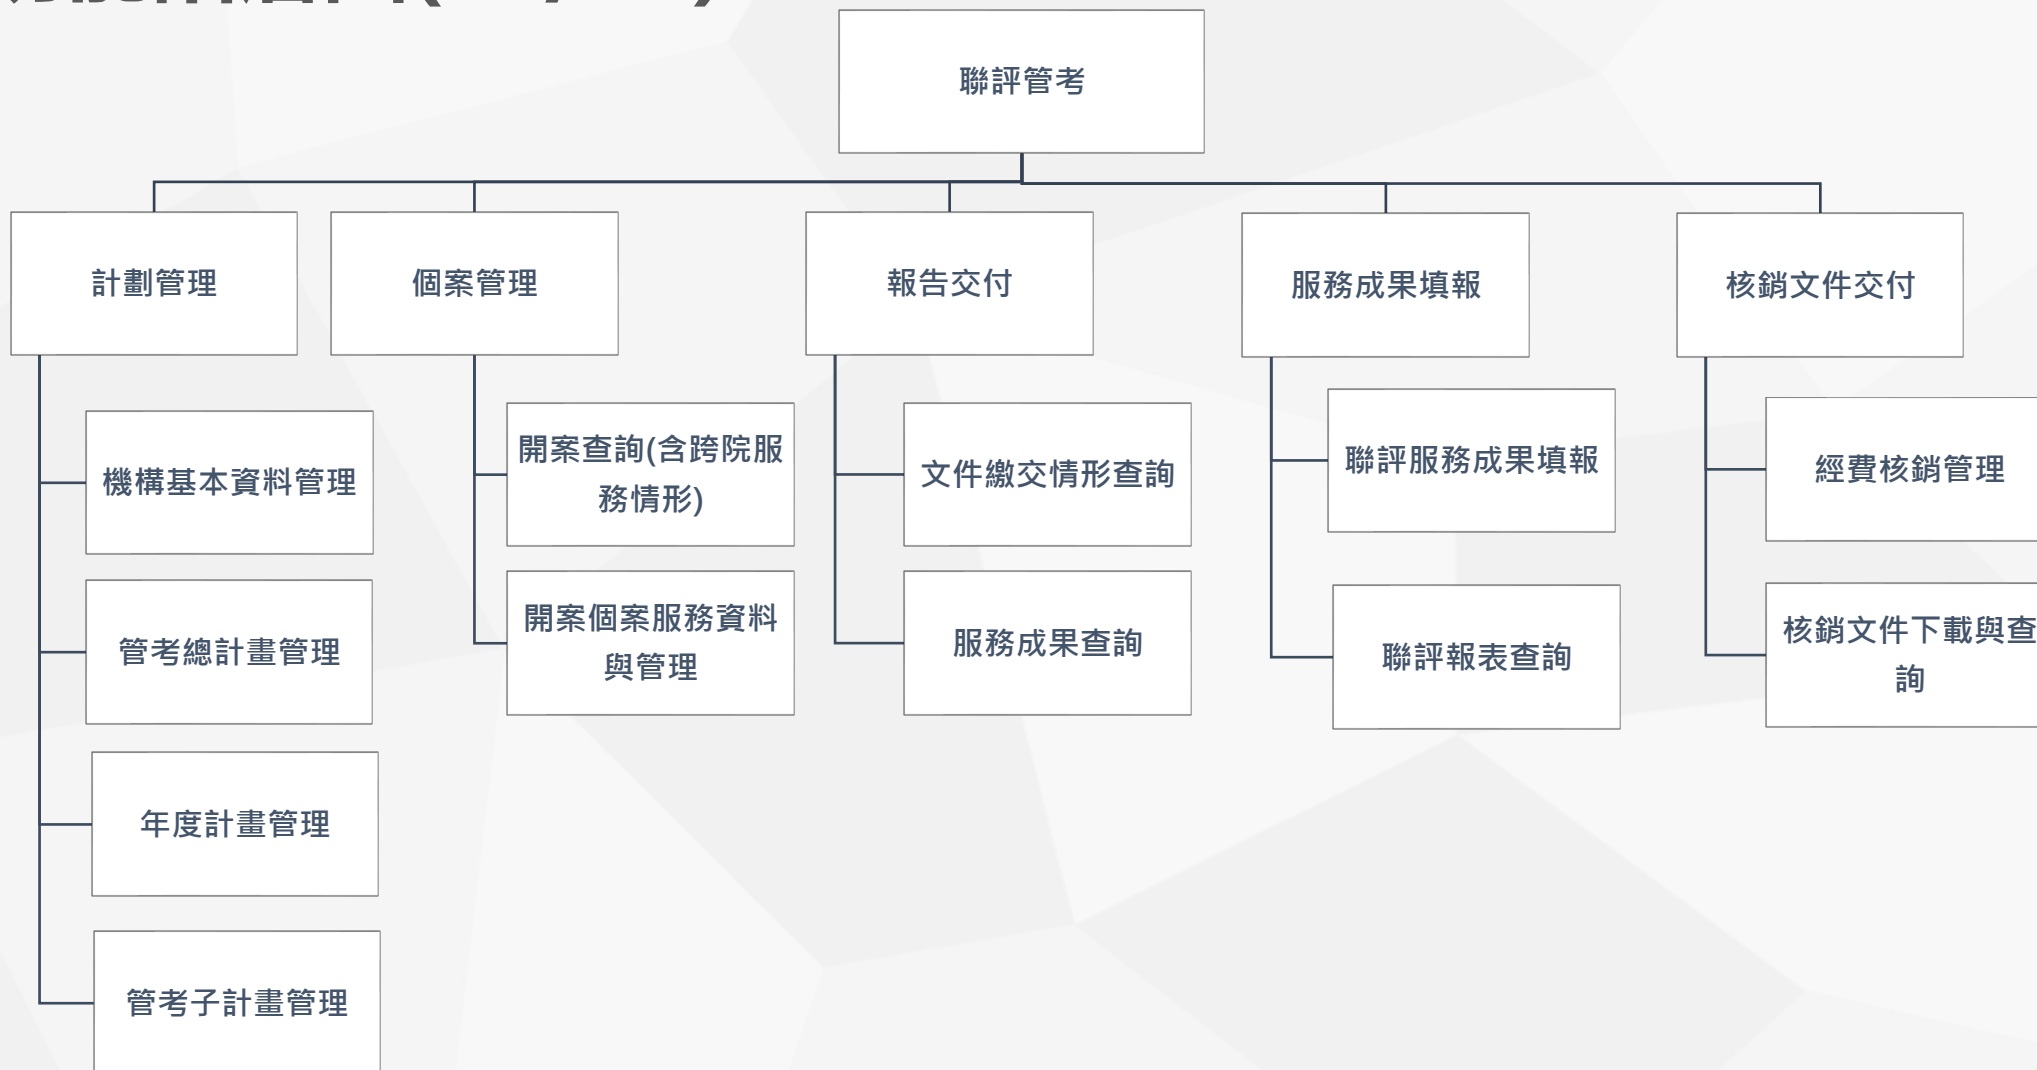 聯評管考
計劃管理
個案管理
報告交付
服務成果填報
核銷文件交付
機構基本資料管理
管考總計畫管理
年度計畫管理
管考子計畫管理
開案查詢(含跨院服
務情形)
開案個案服務資料
與管理
文件繳交情形查詢
服務成果查詢
聯評服務成果填報
聯評報表查詢
經費核銷管理
核銷文件下載與查
詢